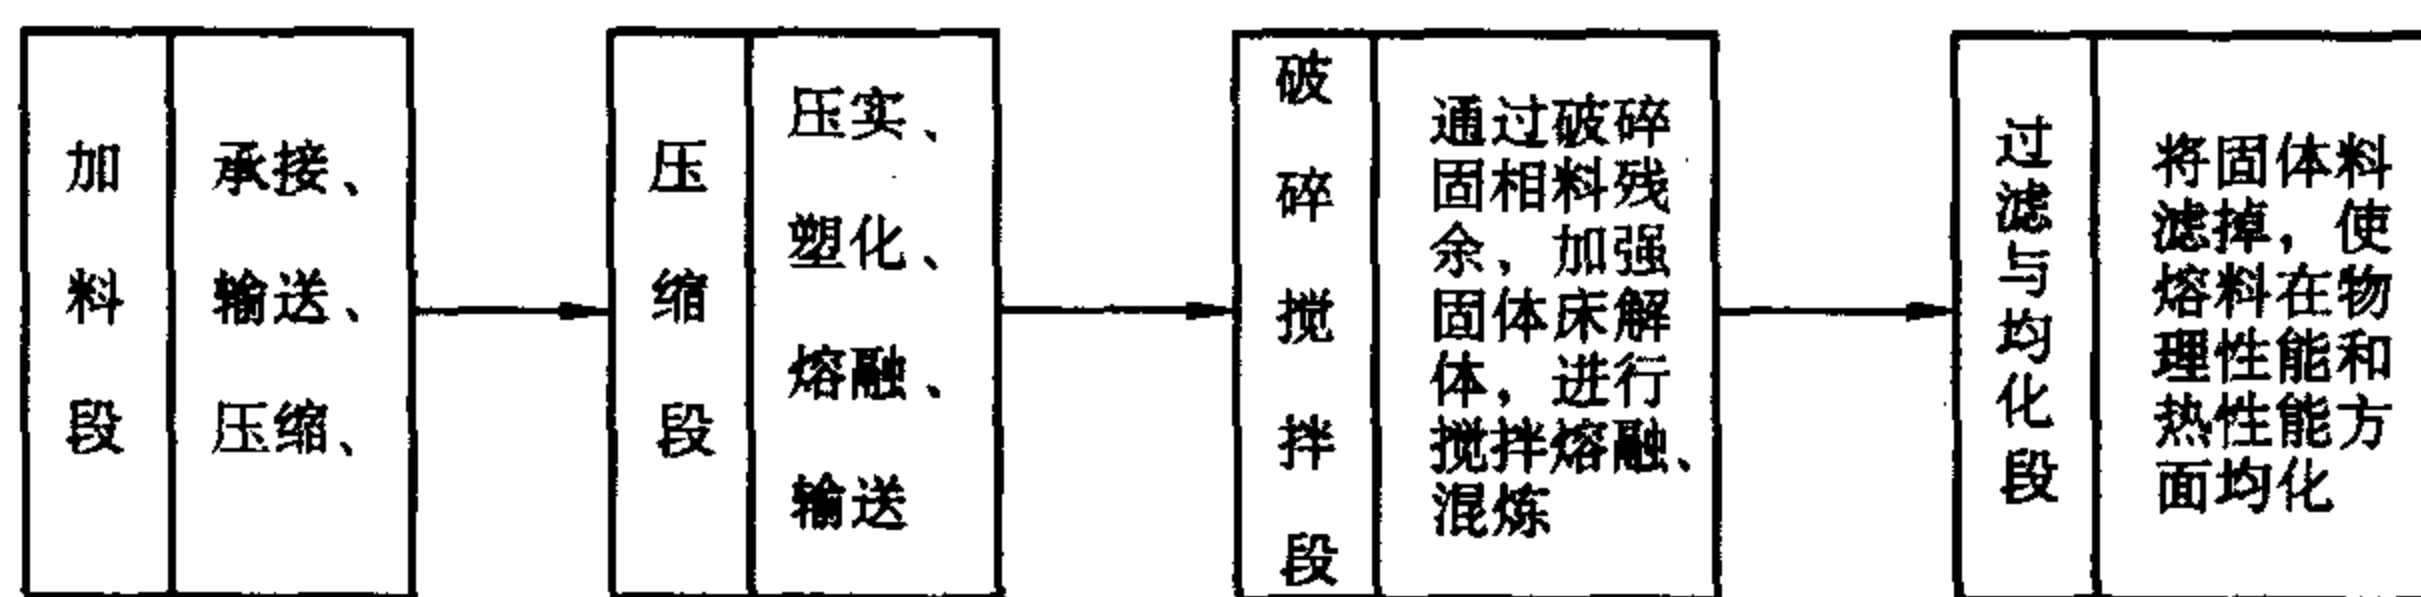 加料段
承接、
输送、
压缩、
压缩段
压实、
塑化、
熔融、
输送
破碎搅拌段
通过破碎
固相料残
余，加强
固体床解
体，进行
搅拌熔融、
混炼
过滤与均化段
将固体料
滤掉，使
熔料在物
理性能和
热性能方
面均化